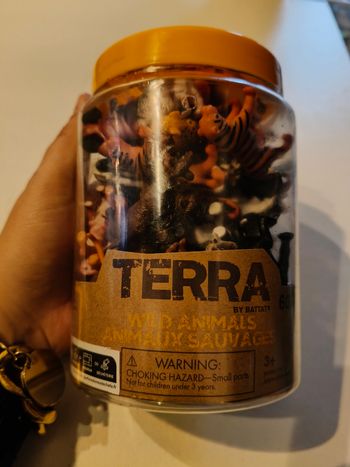 TERRA
BY BATTAT
WILD ANIMALS
ANIMAUX SAUVAGES
WARNING:
CHOKING HAZARD—Small parts
Not for children under 3 years.
3+